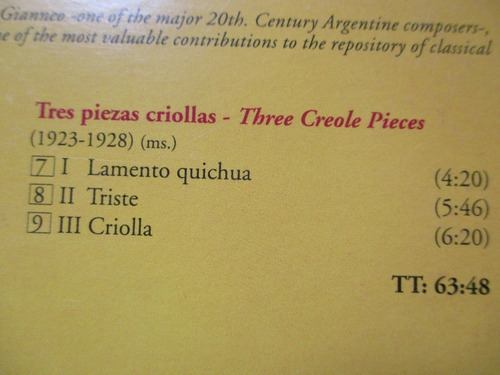 Gianneo -one of the major 20th. Century Argentine composers-,
ne of the most valuable contributions to the repository of classical
Tres piezas criollas - Three Creole Pieces
(1923-1928) (ms.)
7 I Lamento quichua (4:20)
8 II Triste (5:46)
9 III Criolla (6:20)
TT: 63:48